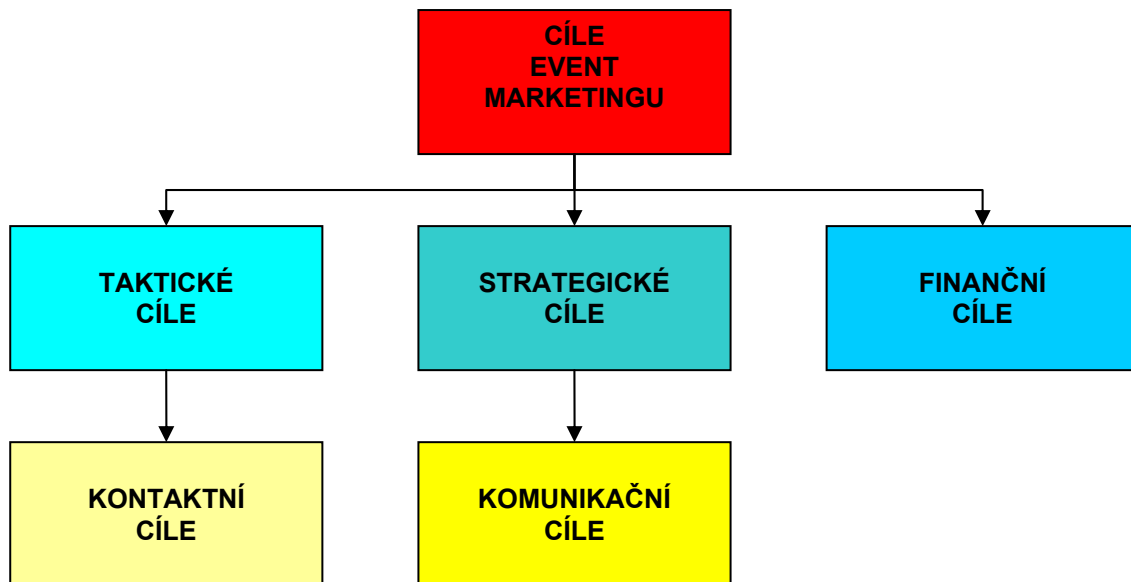 CÍLE
EVENT
MARKETINGU
TAKTICKÉ
CÍLE
STRATEGICKÉ
CÍLE
FINANČNÍ
CÍLE
KONTAKTNÍ
CÍLE
KOMUNIKAČNÍ
CÍLE